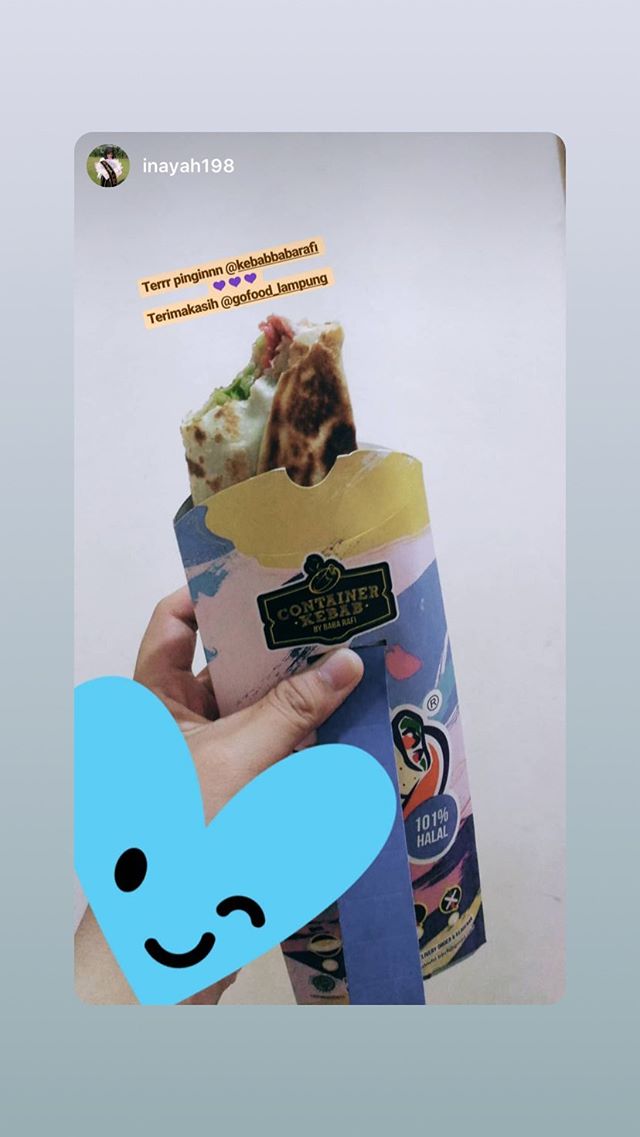 inayah198
Terrr pinginnn @kebabbabarafi
Terimakasih @gofood_lampung
CONTAINER
KEBAB
BY BABA RAFI
®
101%
HALAL